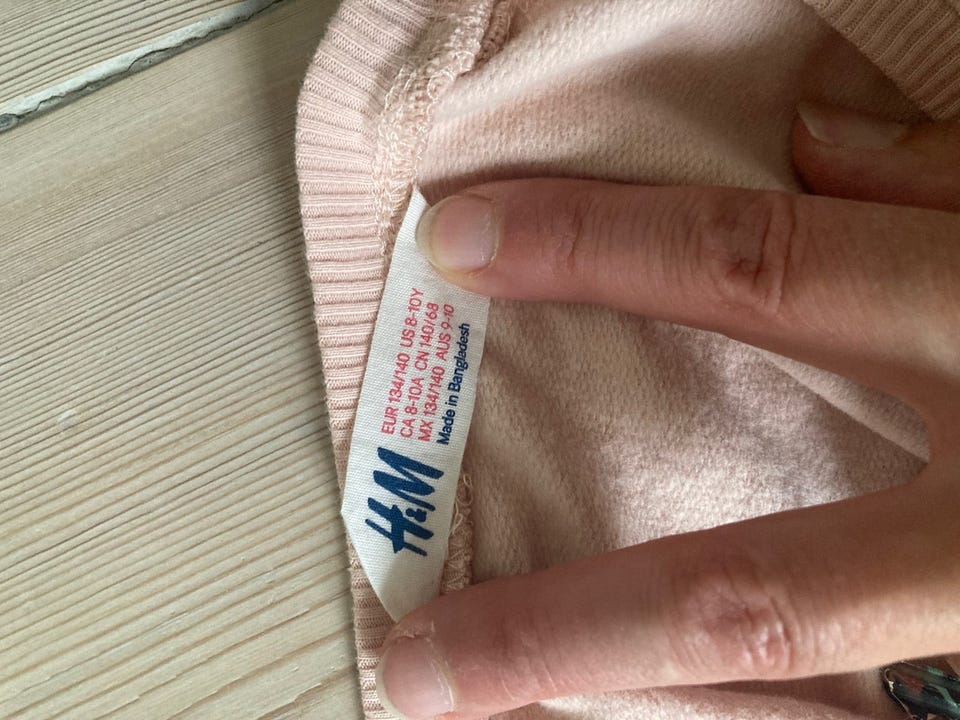 H&M
EUR 134/140 US 8-10Y
CA 8-10A CN 140/68
MX 134/140 AUS 9-10
Made in Bangladesh